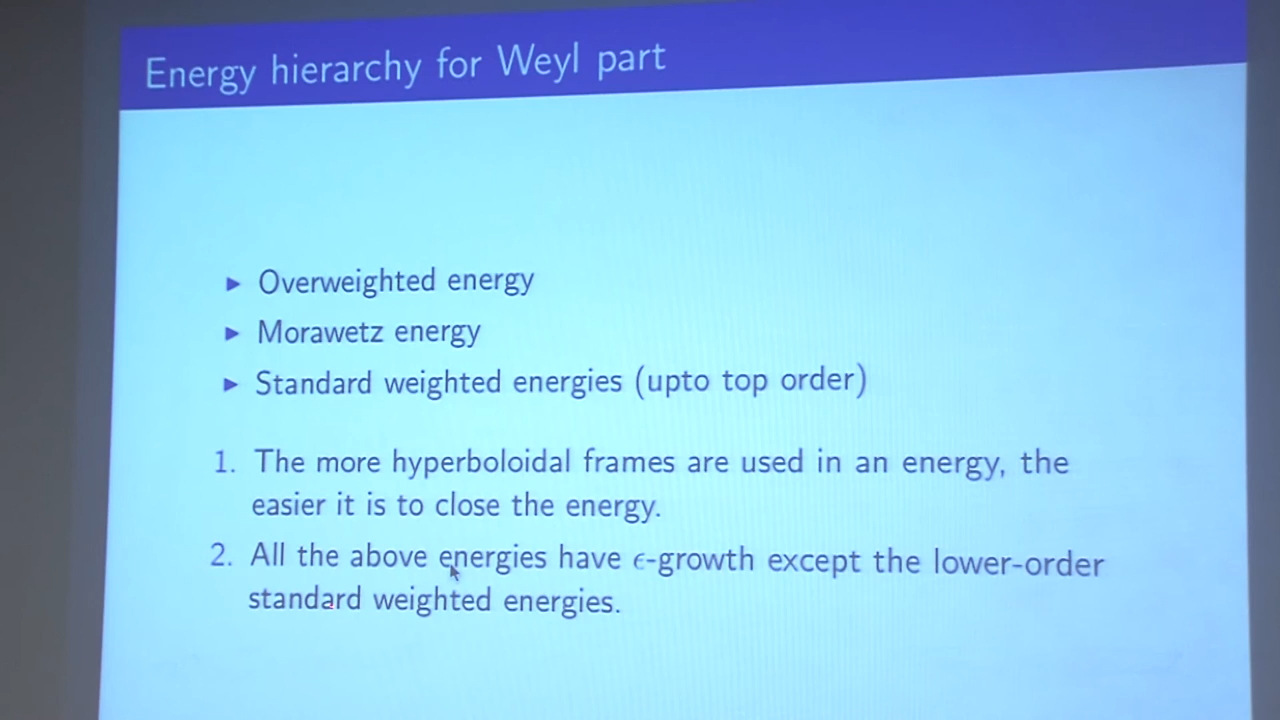 Energy hierarchy for Weyl part
▶ Overweighted energy
▶ Morawetz energy
▶ Standard weighted energies (upto top order)
1. The more hyperboloidal frames are used in an energy, the
easier it is to close the energy.
2. All the above energies have ϵ-growth except the lower-order
standard weighted energies.